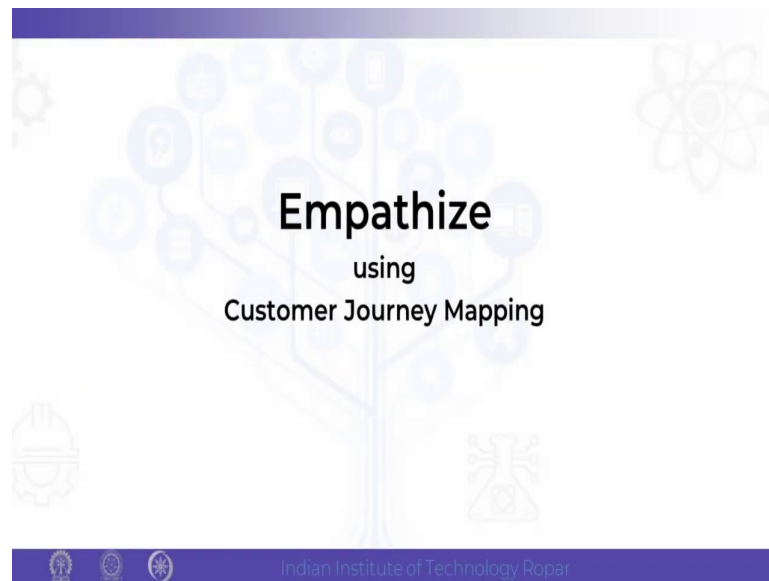 Empathize
using
Customer Journey Mapping
Indian Institute of Technology Ropar